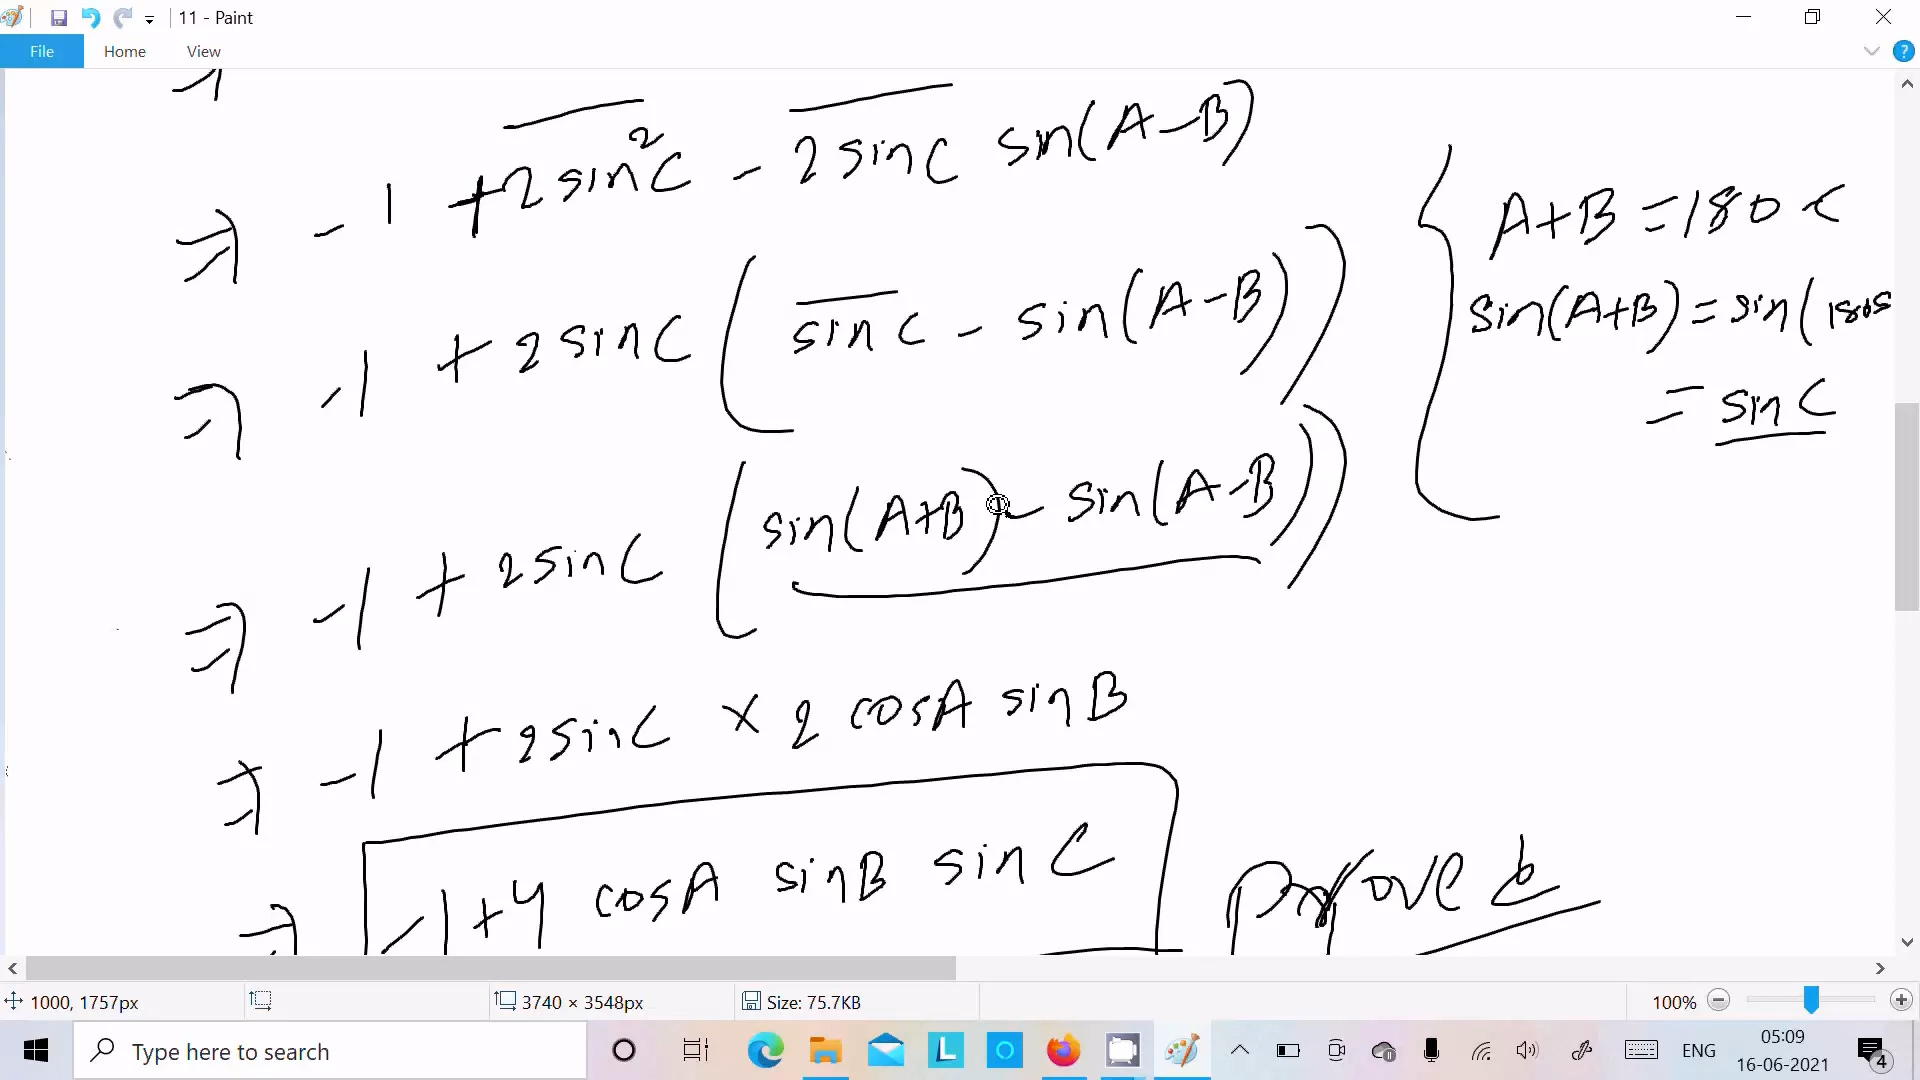 11 - Paint
File Home View
⇒ -1 + 2 sin²C - 2 sinC sin(A-B)
⇒ -1 + 2 sinC ( sinC - sin(A-B) )
⇒ -1 + 2 sinC ( sin(A+B) - sin(A-B) )
⇒ -1 + 2 sinC × 2 cosA sinB
⇒ -1 + 4 cosA sinB sinC
Prove
A+B = 180
sin(A+B) = sin(
= sinC
1000, 1757px 3740 × 3548px Size: 75.7KB 100%
Type here to search
ENG
05:09
16-06-2021
4